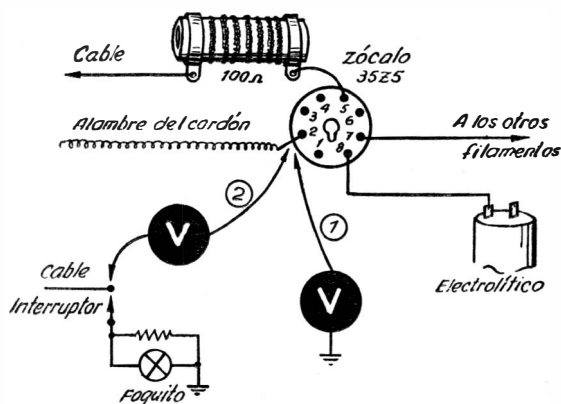 Cable
100Ω
Zócalo
35Z5
Alambre del cordón
1 2 3 4 5 6 7 8
A los otros
filamentos
2
1
V
V
Electrolítico
Cable
Interruptor
Foquito